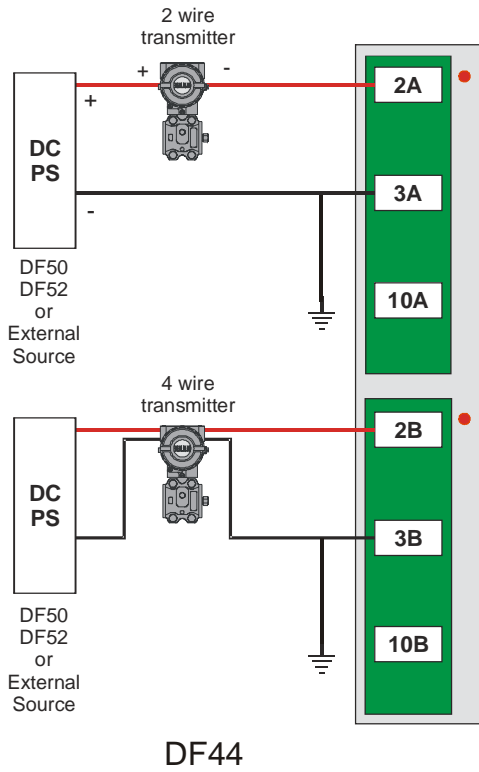 2 wire
transmitter
+
-
2A
+
DC
PS
3A
-
DF50
DF52
or
External
Source
10A
4 wire
transmitter
2B
DC
PS
3B
DF50
DF52
or
External
Source
10B
DF44